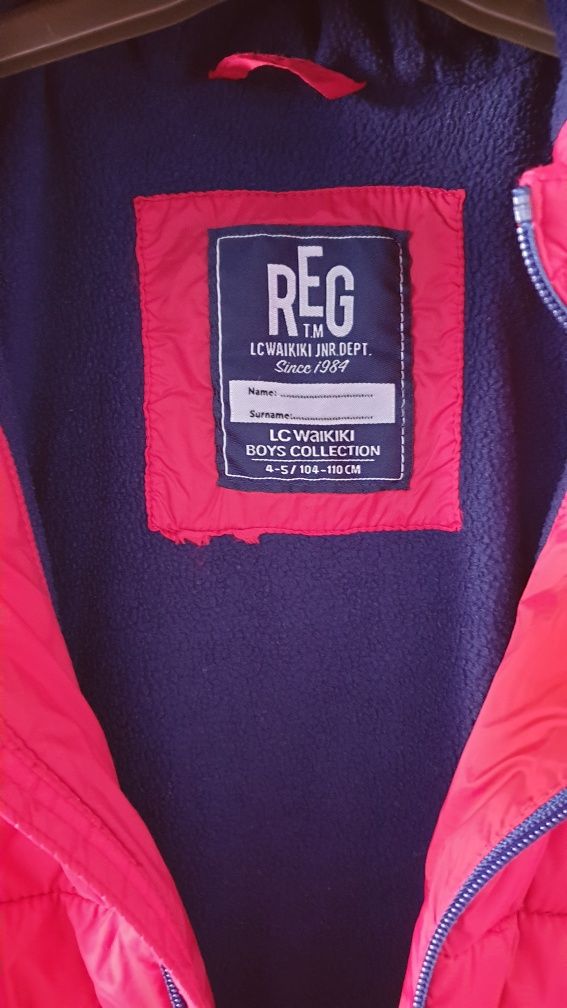 REG
T.M
LC WAIKIKI JNR.DEPT.
Since 1984
Name: ..............................
Surname:..........................
LC WAIKIKI
BOYS COLLECTION
4-5 / 104-110 CM